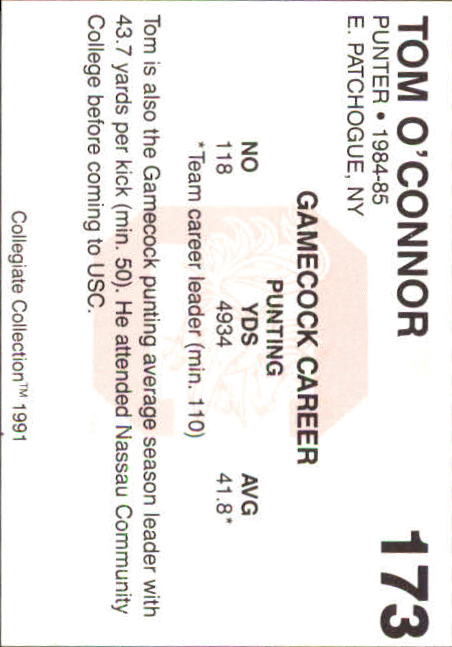 TOM O'CONNOR 173
PUNTER • 1984-85
E. PATCHOGUE, NY
GAMECOCK CAREER
PUNTING
NO YDS AVG
118 4934 41.8*
*Team career leader (min. 110)
Tom is also the Gamecock punting average season leader with
43.7 yards per kick (min. 50). He attended Nassau Community
College before coming to USC.
Collegiate Collection™ 1991